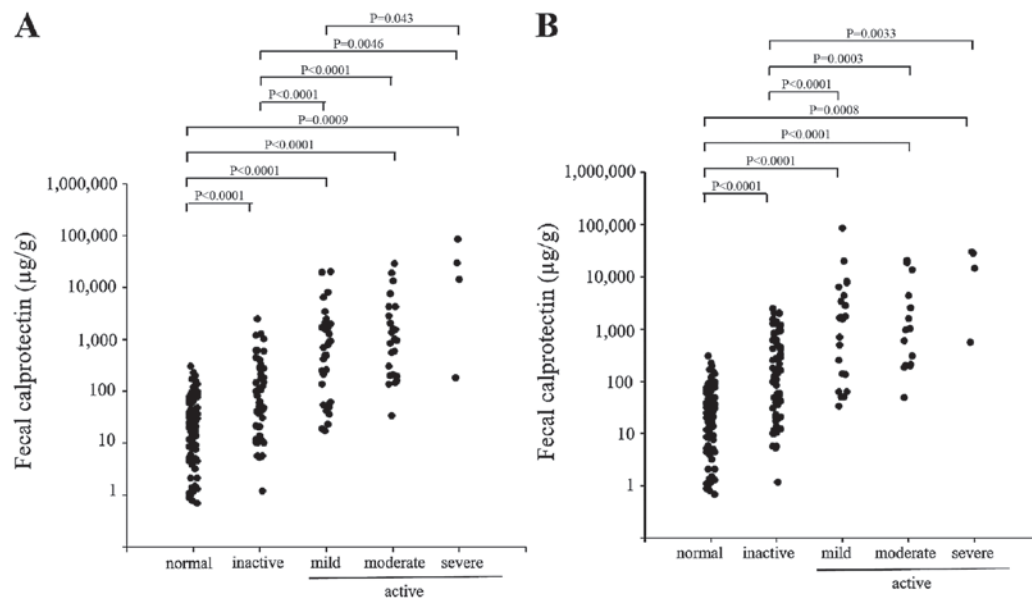 A
P=0.043
P=0.0046
P<0.0001
P<0.0001
P=0.0009
P<0.0001
P<0.0001
P<0.0001
Fecal calprotectin (μg/g)
1,000,000
100,000
10,000
1,000
100
10
1
normal inactive mild moderate severe
active
B
P=0.0033
P=0.0003
P<0.0001
P=0.0008
P<0.0001
P<0.0001
P<0.0001
Fecal calprotectin (μg/g)
1,000,000
100,000
10,000
1,000
100
10
1
normal inactive mild moderate severe
active